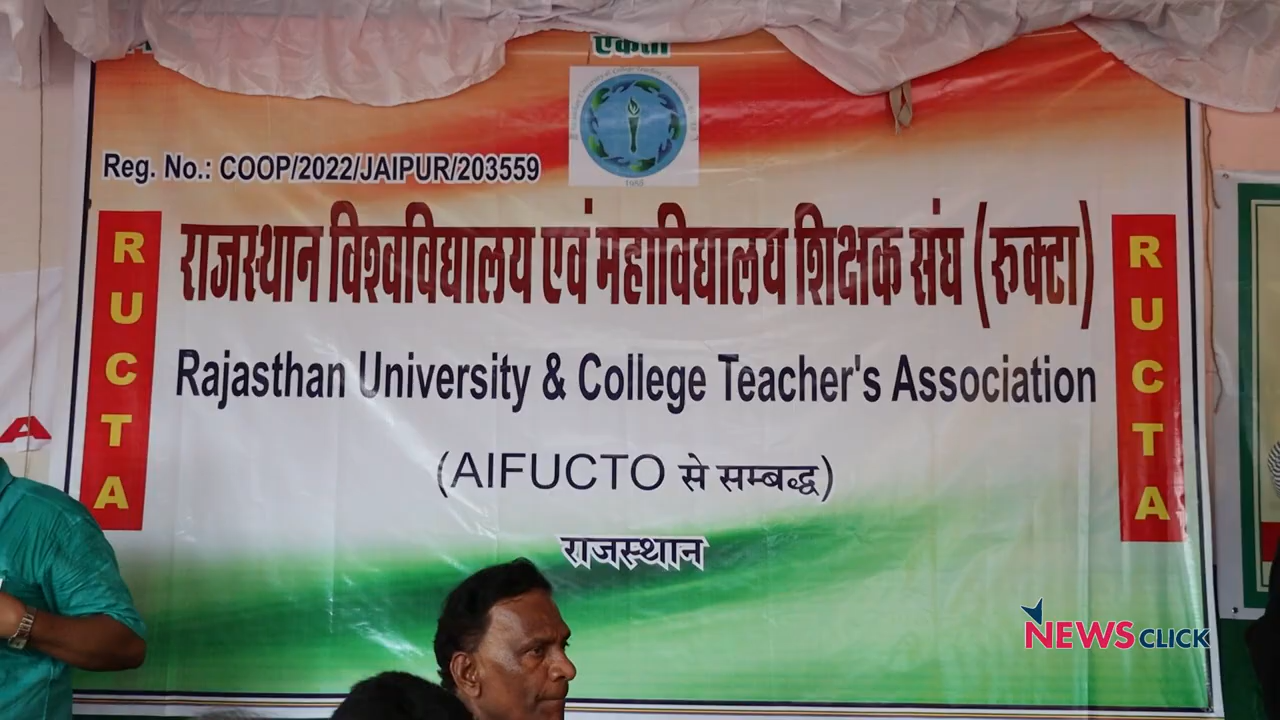 एकता
Reg. No.: COOP/2022/JAIPUR/203559
1986
RUCTA
राजस्थान विश्वविद्यालय एवं महाविद्यालय शिक्षक संघ (रूक्टा)
RUCTA
Rajasthan University & College Teacher's Association
(AIFUCTO से सम्बद्ध)
राजस्थान
A
NEWSCLICK